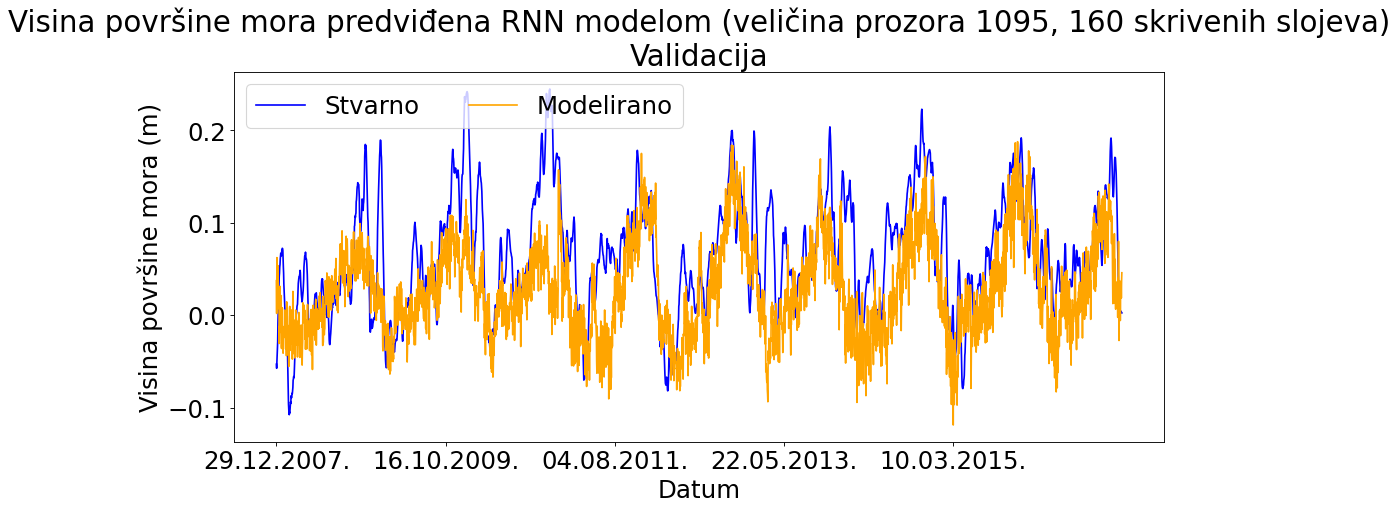 Visina površine mora predviđena RNN modelom (veličina prozora 1095, 160 skrivenih slojeva)
Validacija
Stvarno Modelirano
Visina površine mora (m)
0.2
0.1
0.0
−0.1
29.12.2007. 16.10.2009. 04.08.2011. 22.05.2013. 10.03.2015.
Datum